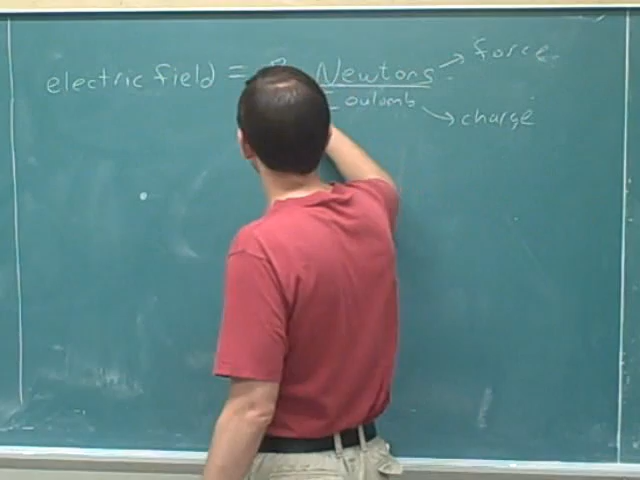 electric field = Newtons → force
oulomb → charge